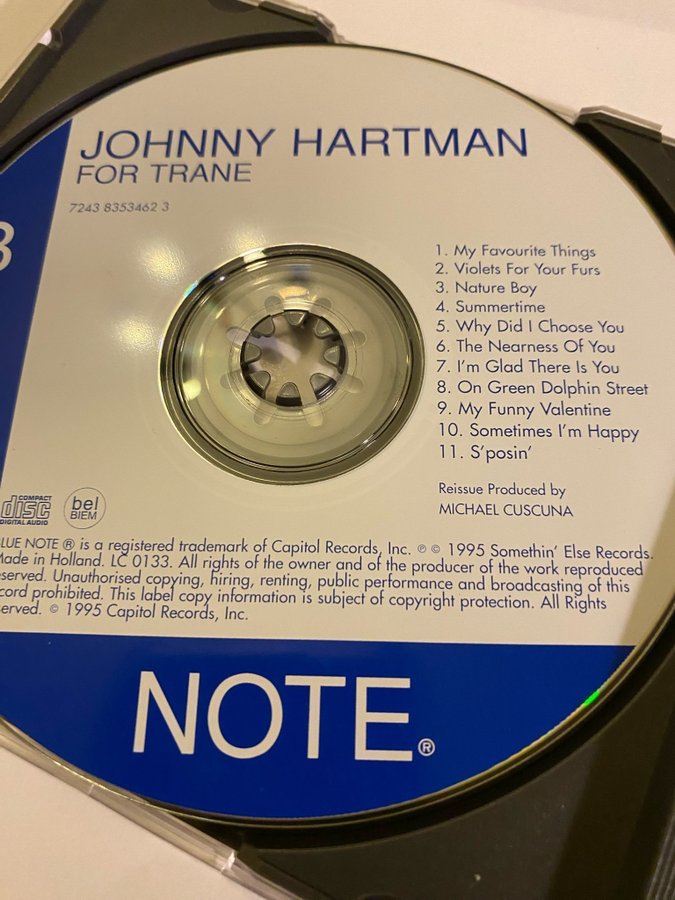 JOHNNY HARTMAN
FOR TRANE
7243 8353462 3
1. My Favourite Things
2. Violets For Your Furs
3. Nature Boy
4. Summertime
5. Why Did I Choose You
6. The Nearness Of You
7. I'm Glad There Is You
8. On Green Dolphin Street
9. My Funny Valentine
10. Sometimes I'm Happy
11. S'posin'
Reissue Produced by
MICHAEL CUSCUNA
COMPACT
disc
DIGITAL AUDIO
bel
BIEM
LUE NOTE ® is a registered trademark of Capitol Records, Inc. ℗ © 1995 Somethin' Else Records.
Made in Holland. LC 0133. All rights of the owner and of the producer of the work reproduced
eserved. Unauthorised copying, hiring, renting, public performance and broadcasting of this
cord prohibited. This label copy information is subject of copyright protection. All Rights
erved. © 1995 Capitol Records, Inc.
NOTE®